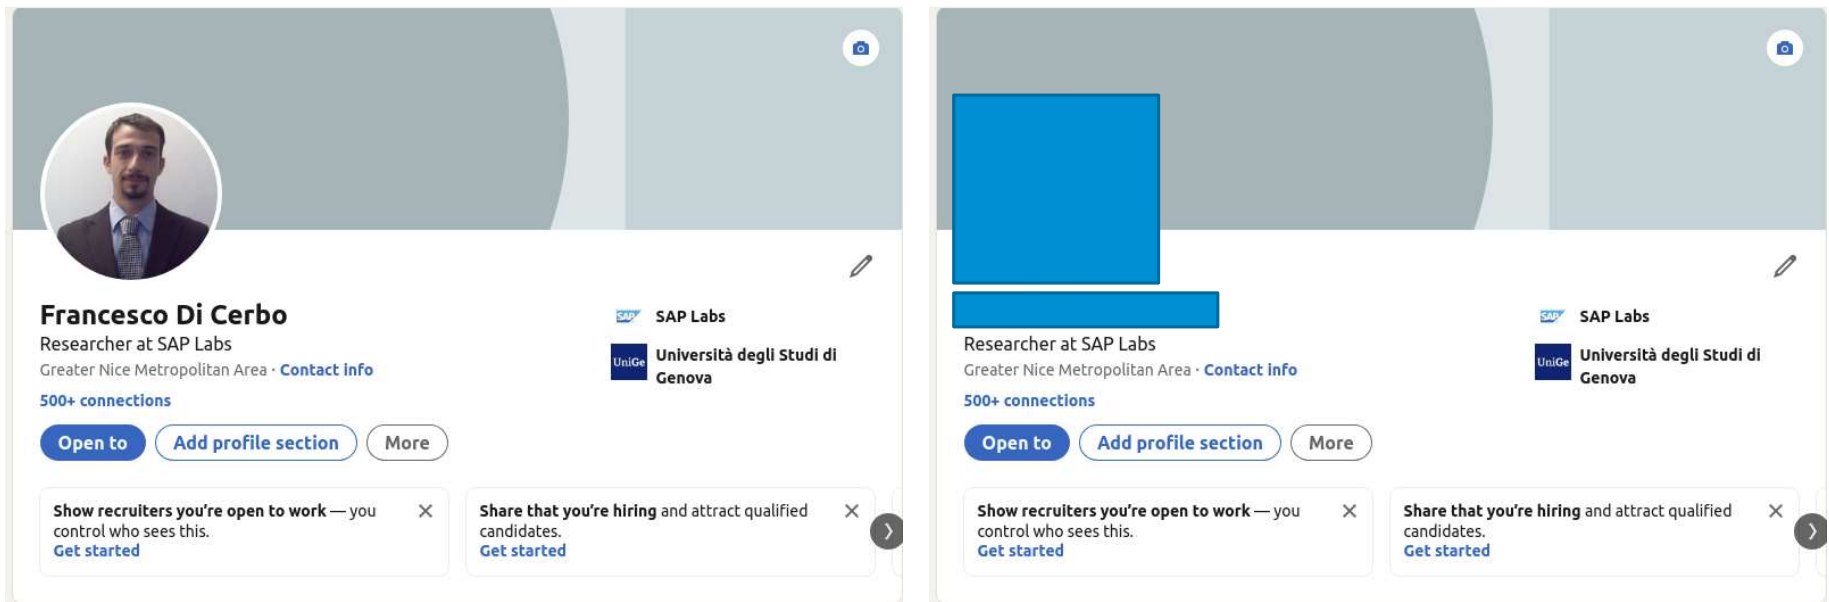 Francesco Di Cerbo
Researcher at SAP Labs
Greater Nice Metropolitan Area · Contact info
500+ connections
Open to
Add profile section
More
SAP
SAP Labs
UniGe
Università degli Studi di
Genova
Show recruiters you're open to work — you
control who sees this.
Get started
Share that you're hiring and attract qualified
candidates.
Get started
Researcher at SAP Labs
Greater Nice Metropolitan Area · Contact info
500+ connections
Open to
Add profile section
More
SAP
SAP Labs
UniGe
Università degli Studi di
Genova
Show recruiters you're open to work — you
control who sees this.
Get started
Share that you're hiring and attract qualified
candidates.
Get started